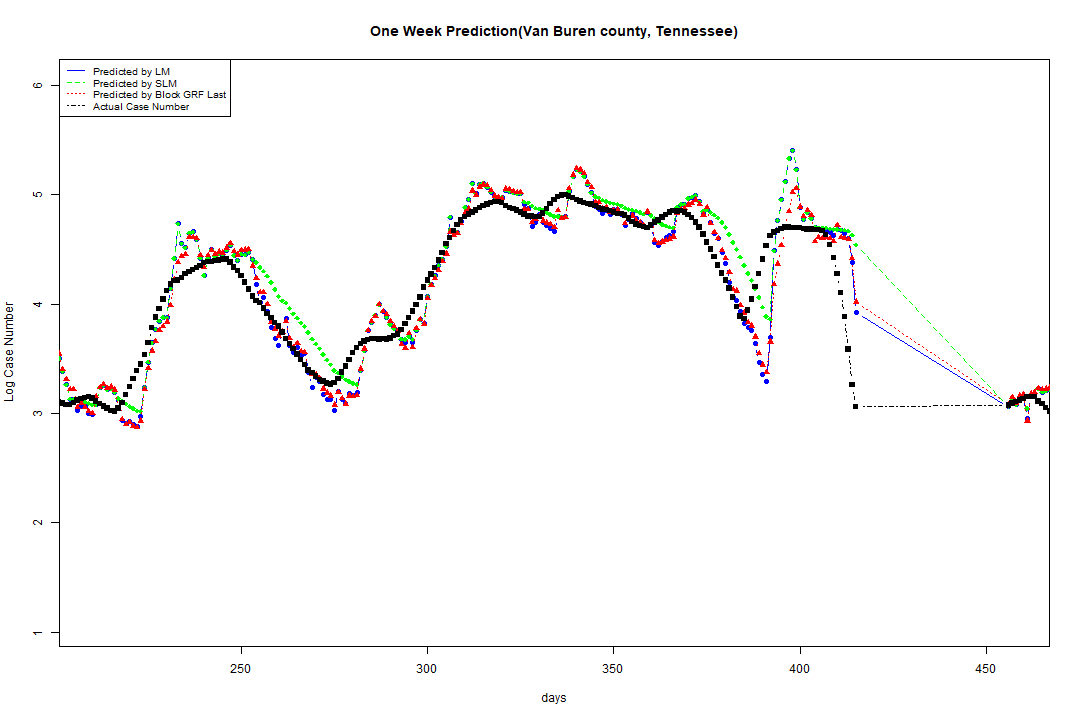 One Week Prediction(Van Buren county, Tennessee)
Predicted by LM
Predicted by SLM
Predicted by Block GRF Last
Actual Case Number
6
5
4
3
2
1
Log Case Number
250
300
350
400
450
days